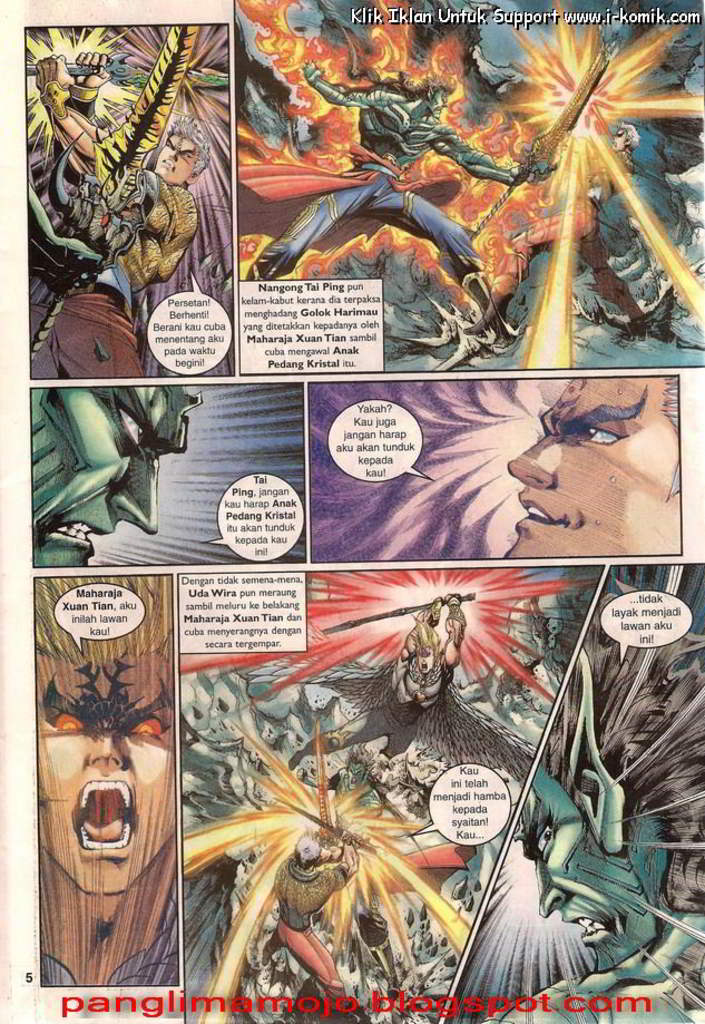 Klik Iklan Untuk Support www.i-komik.com
Persetan!
Berhenti!
Berani kau cuba
menentang aku
pada waktu
begini!
Nangong Tai Ping pun
kelam-kabut kerana dia terpaksa
menghadang Golok Harimau
yang ditetakkan kepadanya oleh
Maharaja Xuan Tian sambil
cuba mengawal Anak
Pedang Kristal itu.
Tai
Ping, jangan
kau harap Anak
Pedang Kristal
itu akan tunduk
kepada kau
ini!
Yakah?
Kau juga
jangan harap
aku akan tunduk
kepada
kau!
Maharaja
Xuan Tian, aku
inilah lawan
kau!
Dengan tidak semena-mena,
Uda Wira pun meraung
sambil meluru ke belakang
Maharaja Xuan Tian dan
cuba menyerangnya dengan
secara tergempar.
Kau
ini telah
menjadi hamba
kepada
syaitan!
Kau...
...tidak
layak menjadi
lawan aku
ini!
5
panglimamojo.blogspot.com